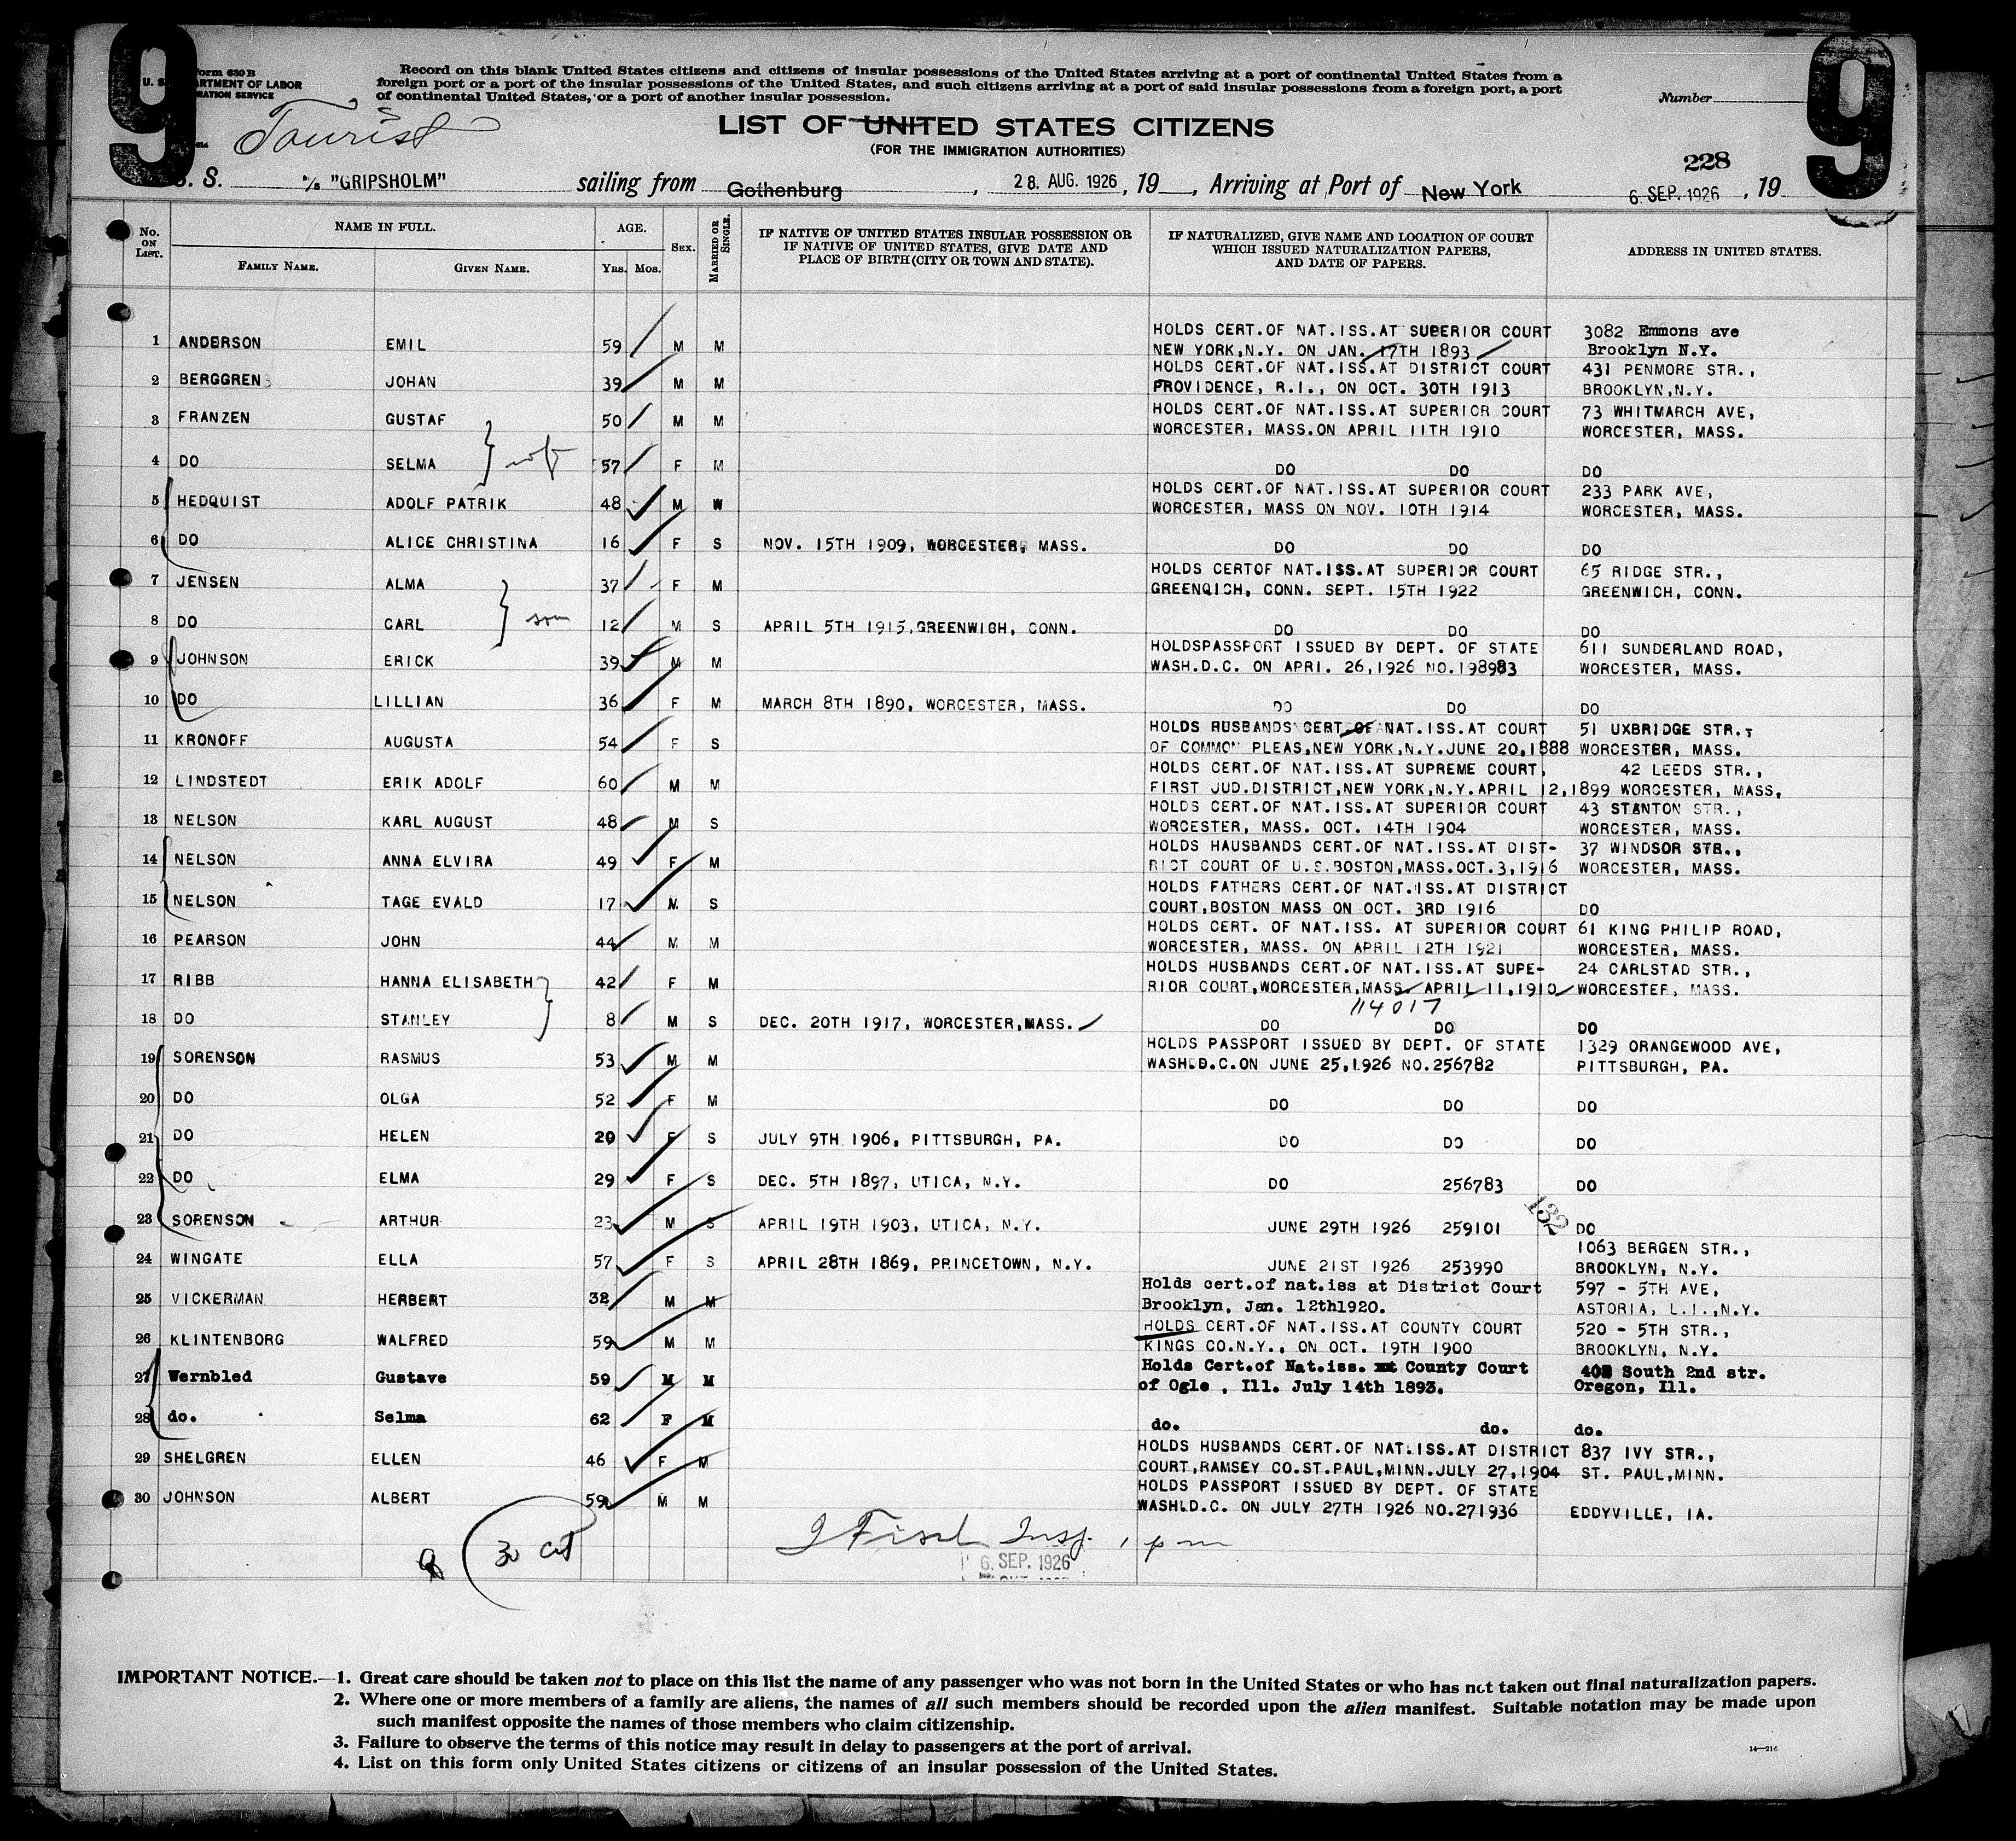 9
9
Form 630 B
U. S. DEPARTMENT OF LABOR
IMMIGRATION SERVICE
Record on this blank United States citizens and citizens of insular possessions of the United States arriving at a port of continental United States from a
foreign port or a port of the insular possessions of the United States, and such citizens arriving at a port of said insular possessions from a foreign port, a port
of continental United States, or a port of another insular possession.
Number
Tourist
LIST OF UNITED STATES CITIZENS
(FOR THE IMMIGRATION AUTHORITIES)
228
S. S. M/S "GRIPSHOLM" sailing from Gothenburg, 28. AUG. 1926, 19__, Arriving at Port of New York 6. SEP. 1926, 19
No. on List. NAME IN FULL. AGE. SEX. MARRIED OR SINGLE. IF NATIVE OF UNITED STATES INSULAR POSSESSION OR IF NATIVE OF UNITED STATES, GIVE DATE AND PLACE OF BIRTH (CITY OR TOWN AND STATE). IF NATURALIZED, GIVE NAME AND LOCATION OF COURT WHICH ISSUED NATURALIZATION PAPERS, AND DATE OF PAPERS. ADDRESS IN UNITED STATES.
FAMILY NAME. GIVEN NAME. YRS. MOS.
HOLDS CERT.OF NAT.ISS.AT SUPERIOR COURT 3082 Emmons ave
1 ANDERSON EMIL 59 M M NEW YORK,N.Y. ON JAN. 17TH 1893 Brooklyn N.Y.
HOLDS CERT.OF NAT.ISS.AT DISTRICT COURT 431 PENMORE STR.,
2 BERGGREN JOHAN 39 M M PROVIDENCE, R.I., ON OCT. 30TH 1913 BROOKLYN,N.Y.
HOLDS CERT.OF NAT.ISS.AT SUPERIOR COURT 73 WHITMARCH AVE,
3 FRANZEN GUSTAF 50 M M WORCESTER, MASS.ON APRIL 11TH 1910 WORCESTER, MASS.
4 DO SELMA wife 57 F M DO DO DO
HOLDS CERT.OF NAT.ISS.AT SUPERIOR COURT 233 PARK AVE,
5 HEDQUIST ADOLF PATRIK 48 M W WORCESTER, MASS ON NOV. 10TH 1914 WORCESTER, MASS.
6 DO ALICE CHRISTINA 16 F S NOV. 15TH 1909, WORCESTER, MASS. DO DO DO
HOLDS CERTOF NAT.ISS.AT SUPERIOR COURT 65 RIDGE STR.,
7 JENSEN ALMA 37 F M GREENQICH, CONN. SEPT. 15TH 1922 GREENWICH, CONN.
8 DO CARL son 12 M S APRIL 5TH 1915,GREENWIGH, CONN. DO DO DO
HOLDSPASSPORT ISSUED BY DEPT. OF STATE 611 SUNDERLAND ROAD,
9 JOHNSON ERICK 39 M M WASH.D.C. ON APRI. 26,1926 NO.198983 WORCESTER, MASS.
10 DO LILLIAN 36 F M MARCH 8TH 1890, WORCESTER, MASS. DO DO DO
HOLDS HUSBANDS CERT.OF NAT.ISS.AT COURT 51 UXBRIDGE STR.,
11 KRONOFF AUGUSTA 54 F S OF COMMON PLEAS,NEW YORK,N.Y.JUNE 20,1888 WORCESTER, MASS.
HOLDS CERT.OF NAT.ISS.AT SUPREME COURT, 42 LEEDS STR.,
12 LINDSTEDT ERIK ADOLF 60 M M FIRST JUD.DISTRICT,NEW YORK,N.Y.APRIL 12,1899 WORCESTER, MASS,
HOLDS CERT.OF NAT.ISS.AT SUPERIOR COURT 43 STANTON STR.,
13 NELSON KARL AUGUST 48 M S WORCESTER, MASS. OCT. 14TH 1904 WORCESTER, MASS.
HOLDS HAUSBANDS CERT.OF NAT.ISS.AT DIST- 37 WINDSOR STR.,
14 NELSON ANNA ELVIRA 49 F M RICT COURT OF U.S.BOSTON,MASS.OCT.3,1916 WORCESTER, MASS.
HOLDS FATHERS CERT.OF NAT.ISS.AT DISTRICT
15 NELSON TAGE EVALD 17 M S COURT,BOSTON MASS ON OCT. 3RD 1916 DO
HOLDS CERT. OF NAT.ISS. AT SUPERIOR COURT 61 KING PHILIP ROAD,
16 PEARSON JOHN 44 M M WORCESTER, MASS. ON APRIL 12TH 1921 WORCESTER, MASS.
HOLDS HUSBANDS CERT.OF NAT.ISS.AT SUPE- 24 CARLSTAD STR.,
17 RIBB HANNA ELISABETH 42 F M RIOR COURT,WORCESTER,MASS. APRIL 11,1910 WORCESTER, MASS.
114017
18 DO STANLEY 8 M S DEC. 20TH 1917, WORCESTER,MASS. DO DO DO
HOLDS PASSPORT ISSUED BY DEPT. OF STATE 1329 ORANGEWOOD AVE,
19 SORENSON RASMUS 53 M M WASH.D.C.ON JUNE 25,1926 NO.256782 PITTSBURGH, PA.
20 DO OLGA 52 F M DO DO DO
21 DO HELEN 20 F S JULY 9TH 1906, PITTSBURGH, PA. DO DO DO
22 DO ELMA 29 F S DEC. 5TH 1897, UTICA, N.Y. DO 256783 DO
132
23 SORENSON ARTHUR 23 M S APRIL 19TH 1903, UTICA, N.Y. JUNE 29TH 1926 259101 DO
1063 BERGEN STR.,
24 WINGATE ELLA 57 F S APRIL 28TH 1869, PRINCETOWN, N.Y. JUNE 21ST 1926 253990 BROOKLYN, N.Y.
Holds cert.of nat.iss at District Court 597 - 5TH AVE,
25 VICKERMAN HERBERT 38 M M Brooklyn, Jan. 12th1920. ASTORIA, L.I.,N.Y.
HOLDS CERT.OF NAT.ISS.AT COUNTY COURT 520 - 5TH STR.,
26 KLINTENBORG WALFRED 59 M M KINGS CO.N.Y., ON OCT. 19TH 1900 BROOKLYN, N.Y.
27 Wernbled Gustave 59 M M Holds Cert.of Nat.iss. at County Court South 2nd str.
of Ogle , Ill. July 14th 1893. Oregon, Ill.
28 do. Selma 62 F M do. do. do.
HOLDS HUSBANDS CERT.OF NAT.ISS.AT DISTRICT 837 IVY STR.,
29 SHELGREN ELLEN 46 F M COURT,RAMSEY CO.ST.PAUL,MINN.JULY 27,1904 ST. PAUL,MINN.
HOLDS PASSPORT ISSUED BY DEPT. OF STATE
30 JOHNSON ALBERT 59 M M WASH.D.C. ON JULY 27TH 1926 NO.271936 EDDYVILLE, IA.
30 cit
Insp. 1 pm
6. SEP. 1926
IMPORTANT NOTICE.—1. Great care should be taken not to place on this list the name of any passenger who was not born in the United States or who has not taken out final naturalization papers.
2. Where one or more members of a family are aliens, the names of all such members should be recorded upon the alien manifest. Suitable notation may be made upon
such manifest opposite the names of those members who claim citizenship.
3. Failure to observe the terms of this notice may result in delay to passengers at the port of arrival.
4. List on this form only United States citizens or citizens of an insular possession of the United States.
14—214